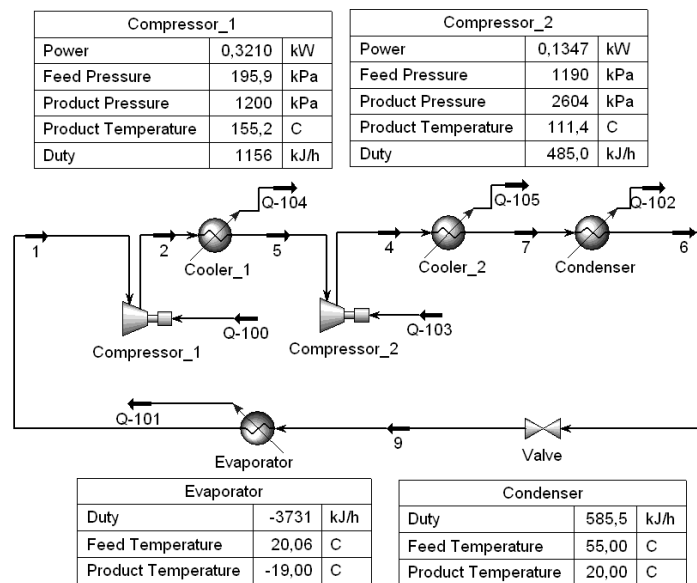 Compressor_1
Power 0,3210 kW
Feed Pressure 195,9 kPa
Product Pressure 1200 kPa
Product Temperature 155,2 C
Duty 1156 kJ/h
Compressor_2
Power 0,1347 kW
Feed Pressure 1190 kPa
Product Pressure 2604 kPa
Product Temperature 111,4 C
Duty 485,0 kJ/h
Q-104
Q-105
Q-102
1
2
Cooler_1
5
4
Cooler_2
7
Condenser
6
Compressor_1
Q-100
Compressor_2
Q-103
Q-101
Evaporator
9
Valve
Evaporator
Duty -3731 kJ/h
Feed Temperature 20,06 C
Product Temperature -19,00 C
Condenser
Duty 585,5 kJ/h
Feed Temperature 55,00 C
Product Temperature 20,00 C